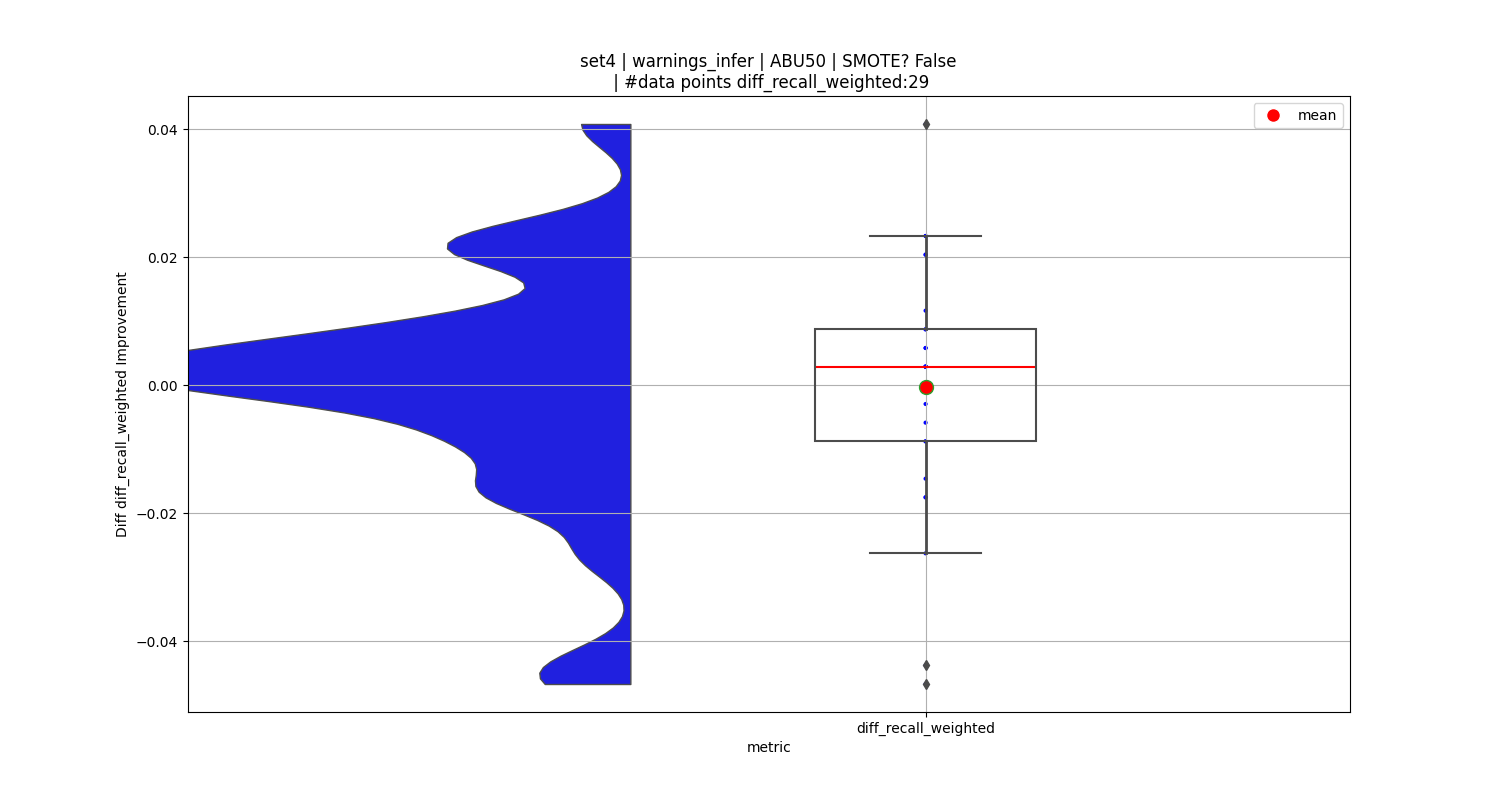 set4 | warnings_infer | ABU50 | SMOTE? False
| #data points diff_recall_weighted:29
mean
0.04
0.02
0.00
−0.02
−0.04
Diff diff_recall_weighted Improvement
diff_recall_weighted
metric